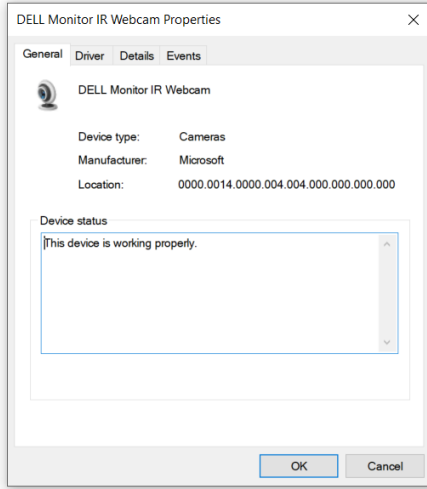 DELL Monitor IR Webcam Properties
General Driver Details Events
DELL Monitor IR Webcam
Device type: Cameras
Manufacturer: Microsoft
Location: 0000.0014.0000.004.004.000.000.000.000
Device status
This device is working properly.
OK Cancel